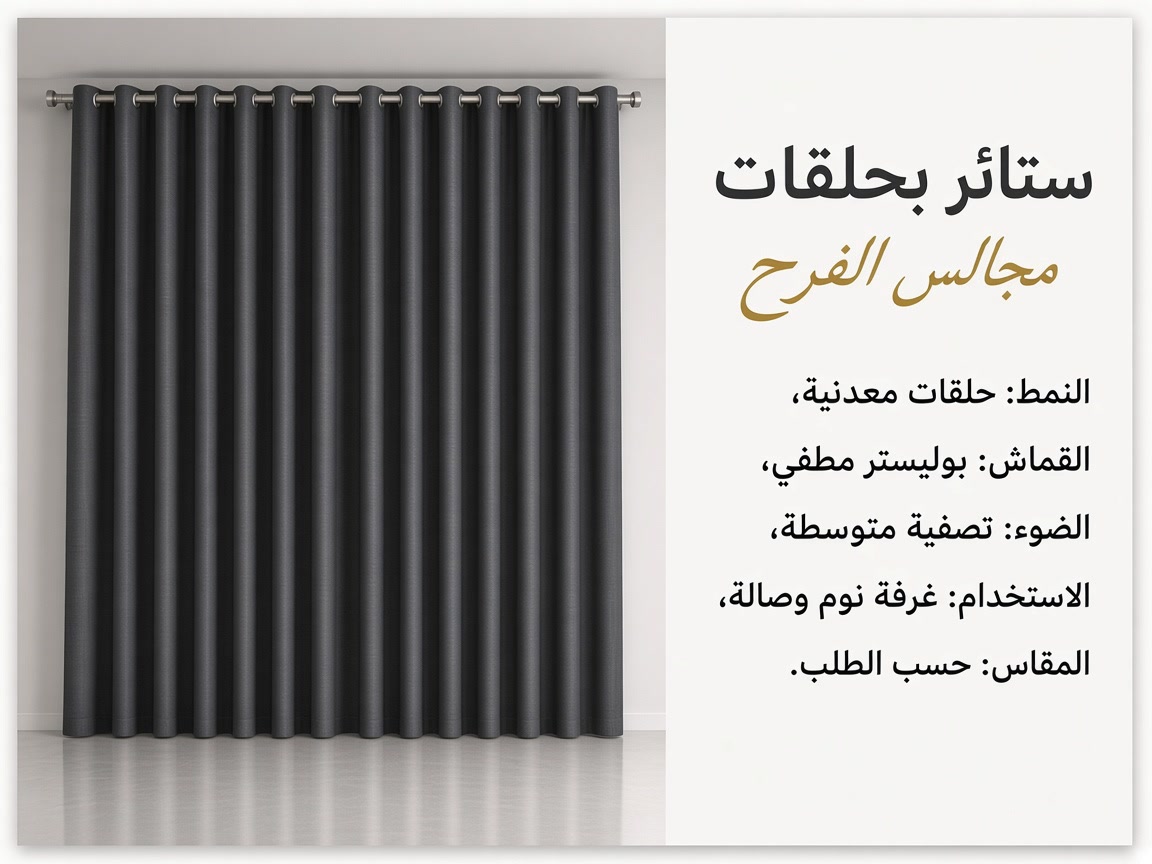 ستائر بحلقات
مجالس الفرح
النمط: حلقات معدنية،
القماش: بوليستر مطفي،
الضوء: تصفية متوسطة،
الاستخدام: غرفة نوم وصالة،
المقاس: حسب الطلب.